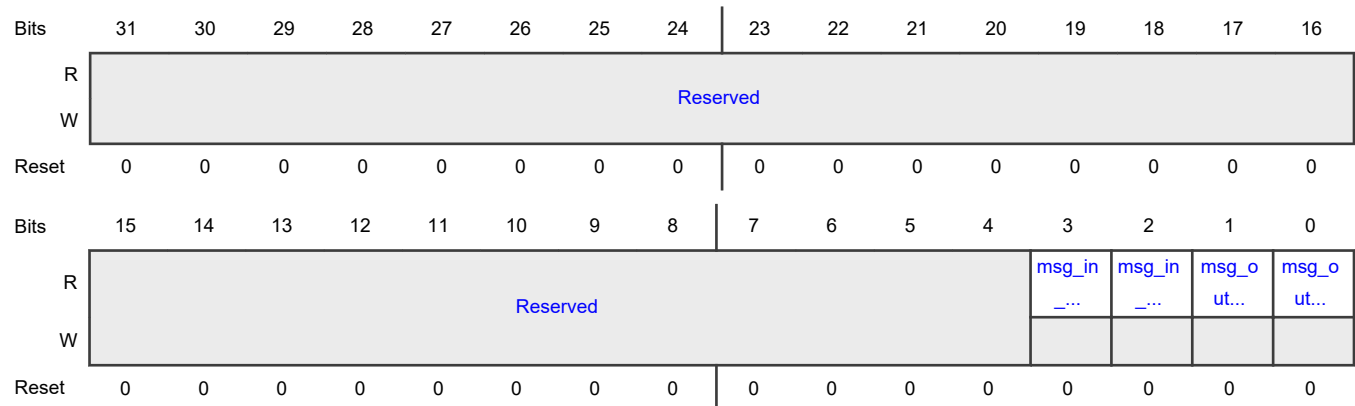 Bits 31 30 29 28 27 26 25 24 23 22 21 20 19 18 17 16
R
Reserved
W
Reset 0 0 0 0 0 0 0 0 0 0 0 0 0 0 0 0
Bits 15 14 13 12 11 10 9 8 7 6 5 4 3 2 1 0
R msg_in msg_in msg_o msg_o
_... _... ut... ut...
Reserved
W
Reset 0 0 0 0 0 0 0 0 0 0 0 0 0 0 0 0